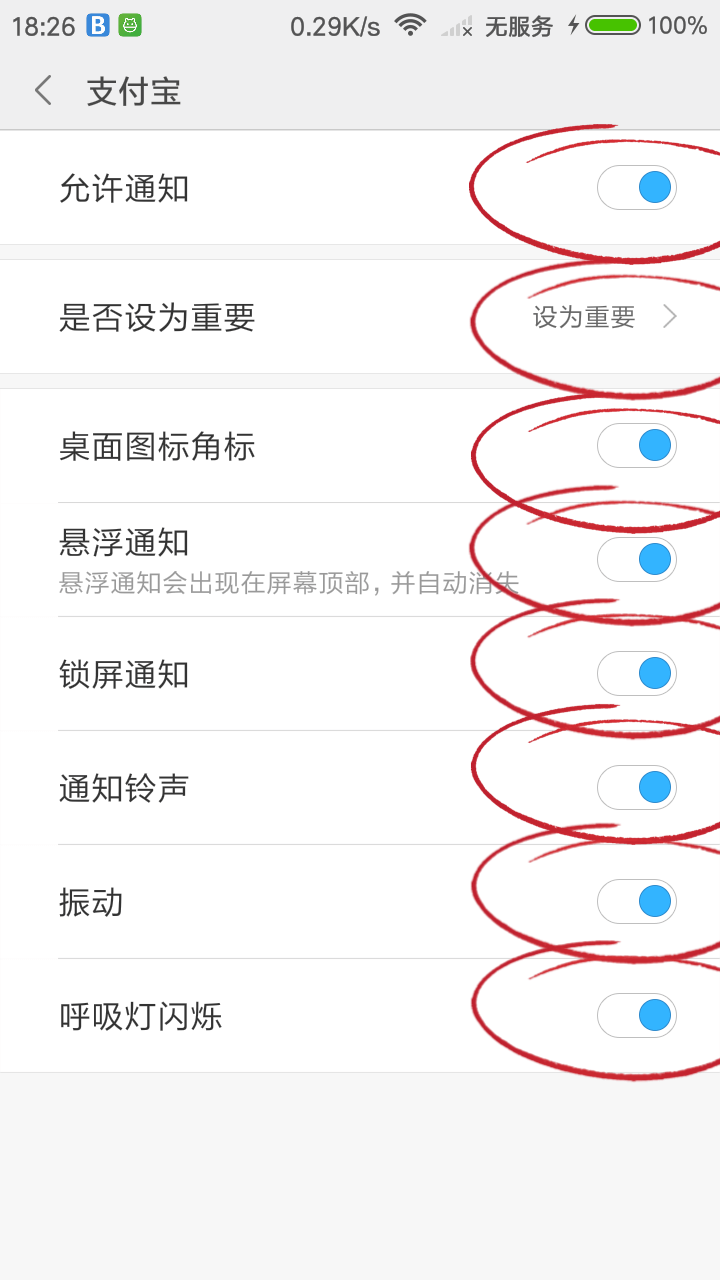 18:26 B 0.29K/s 无服务 100%
支付宝
允许通知
是否设为重要 设为重要
桌面图标角标
悬浮通知
悬浮通知会出现在屏幕顶部，并自动消失
锁屏通知
通知铃声
振动
呼吸灯闪烁